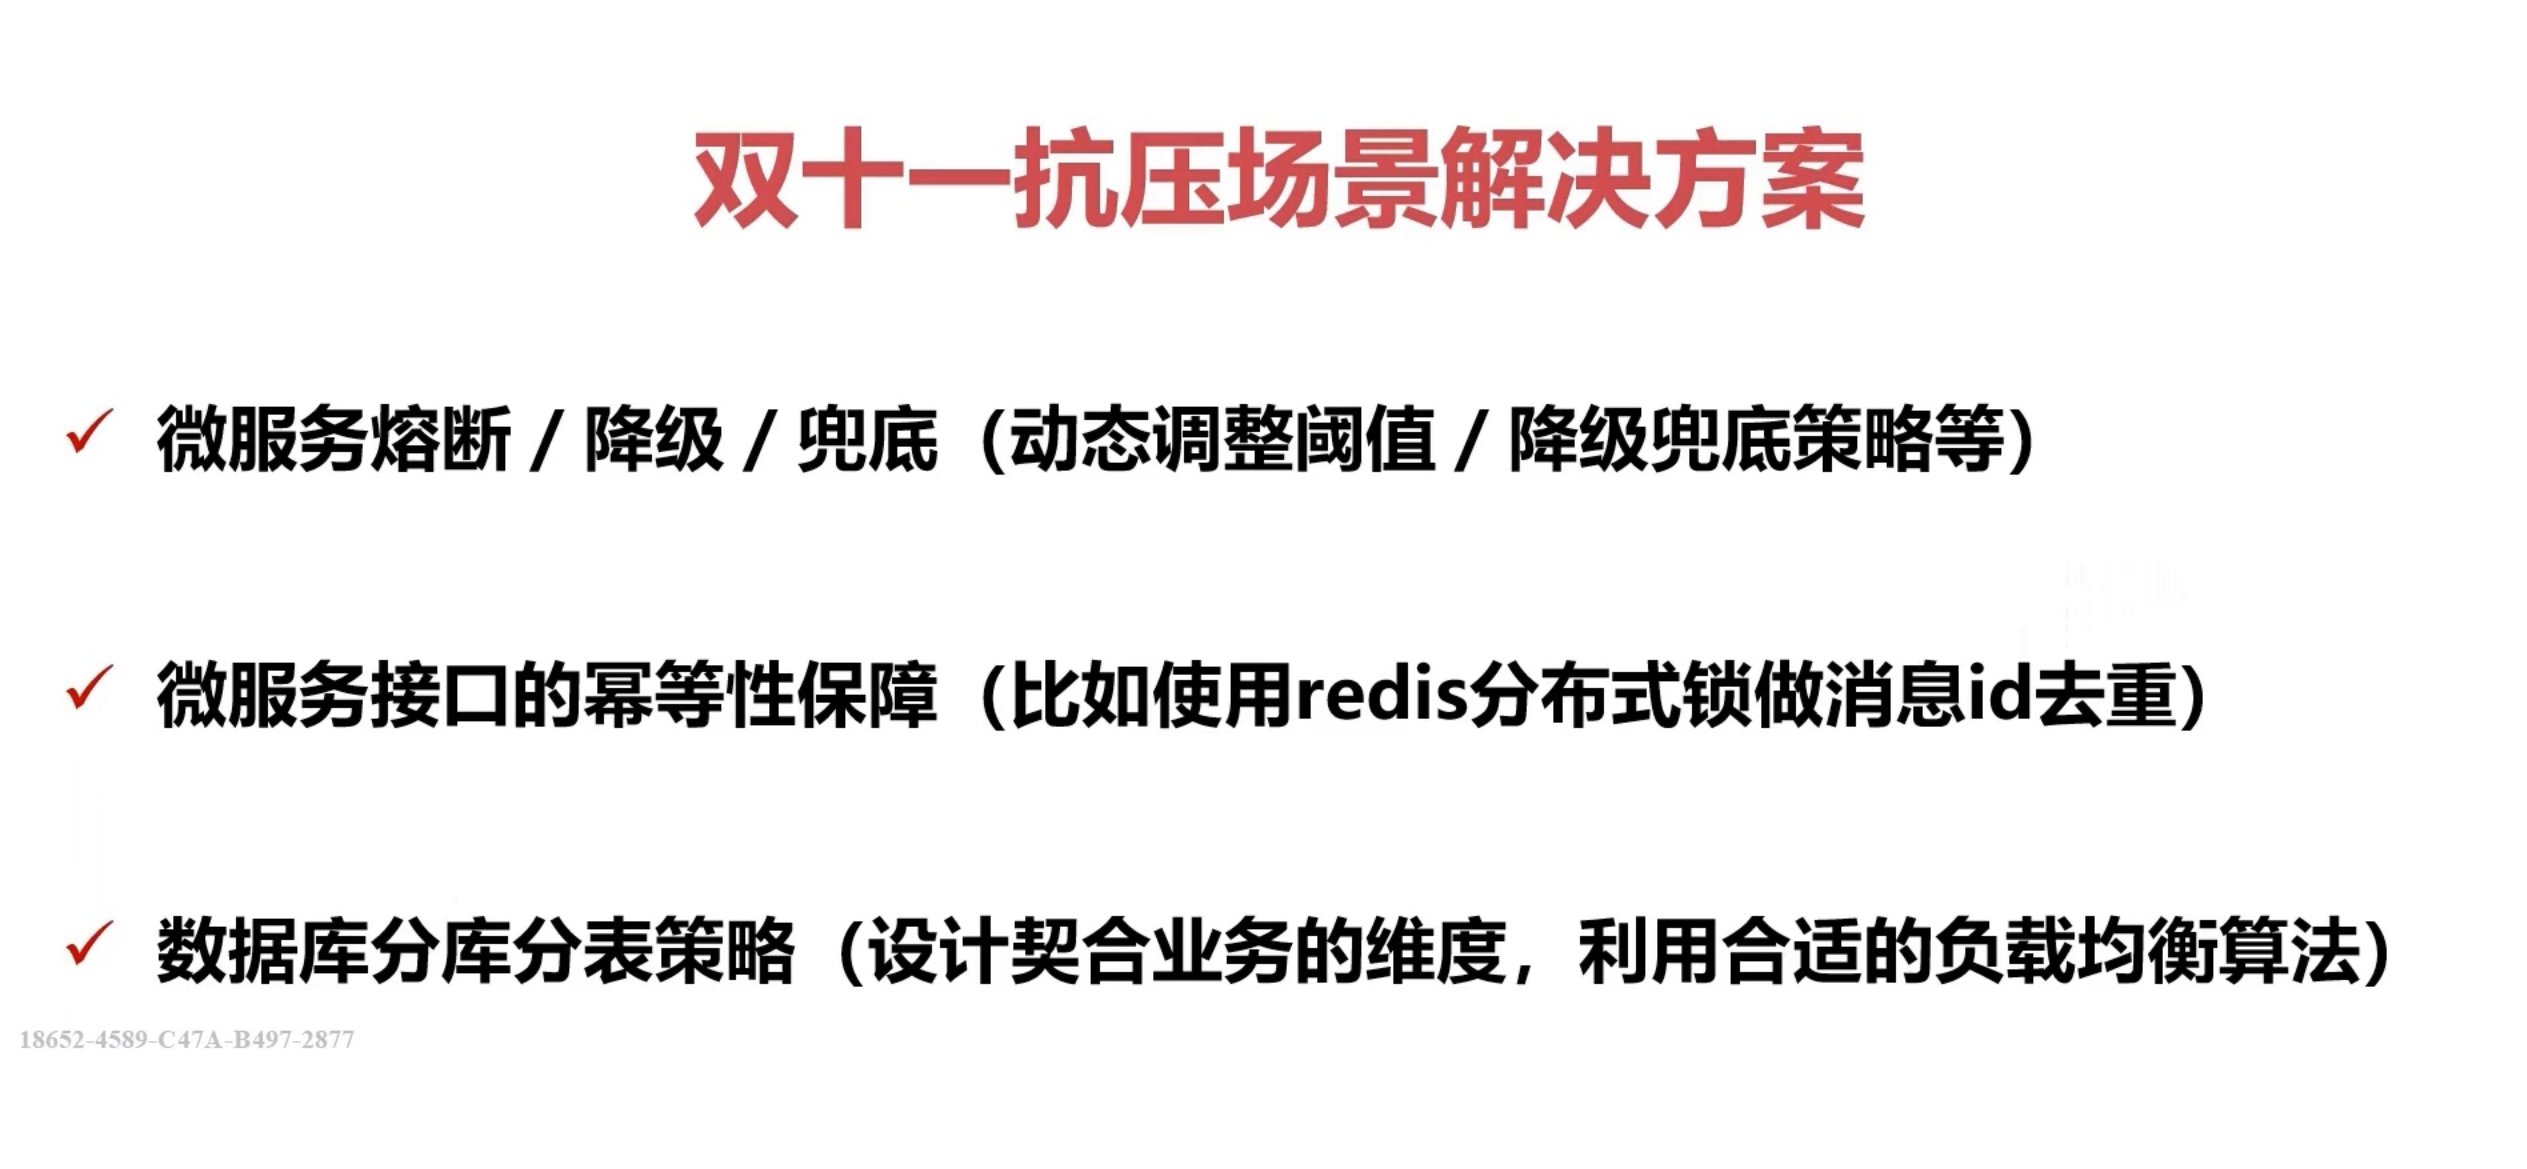 双十一抗压场景解决方案
微服务熔断 / 降级 / 兜底（动态调整阈值 / 降级兜底策略等）
微服务接口的幂等性保障（比如使用redis分布式锁做消息id去重）
数据库分库分表策略（设计契合业务的维度，利用合适的负载均衡算法）
18652-4589-C47A-B497-2877